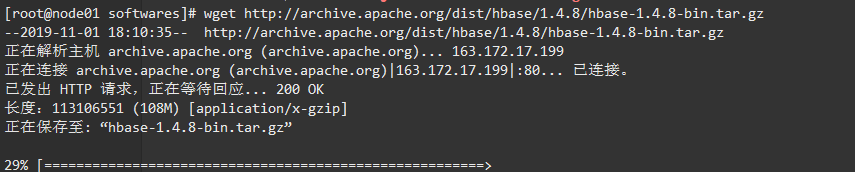 [root@node01 softwares]# wget http://archive.apache.org/dist/hbase/1.4.8/hbase-1.4.8-bin.tar.gz
--2019-11-01 18:10:35--  http://archive.apache.org/dist/hbase/1.4.8/hbase-1.4.8-bin.tar.gz
正在解析主机 archive.apache.org (archive.apache.org)... 163.172.17.199
正在连接 archive.apache.org (archive.apache.org)|163.172.17.199|:80... 已连接。
已发出 HTTP 请求，正在等待回应... 200 OK
长度：113106551 (108M) [application/x-gzip]
正在保存至: “hbase-1.4.8-bin.tar.gz”
29% [=======================================================>